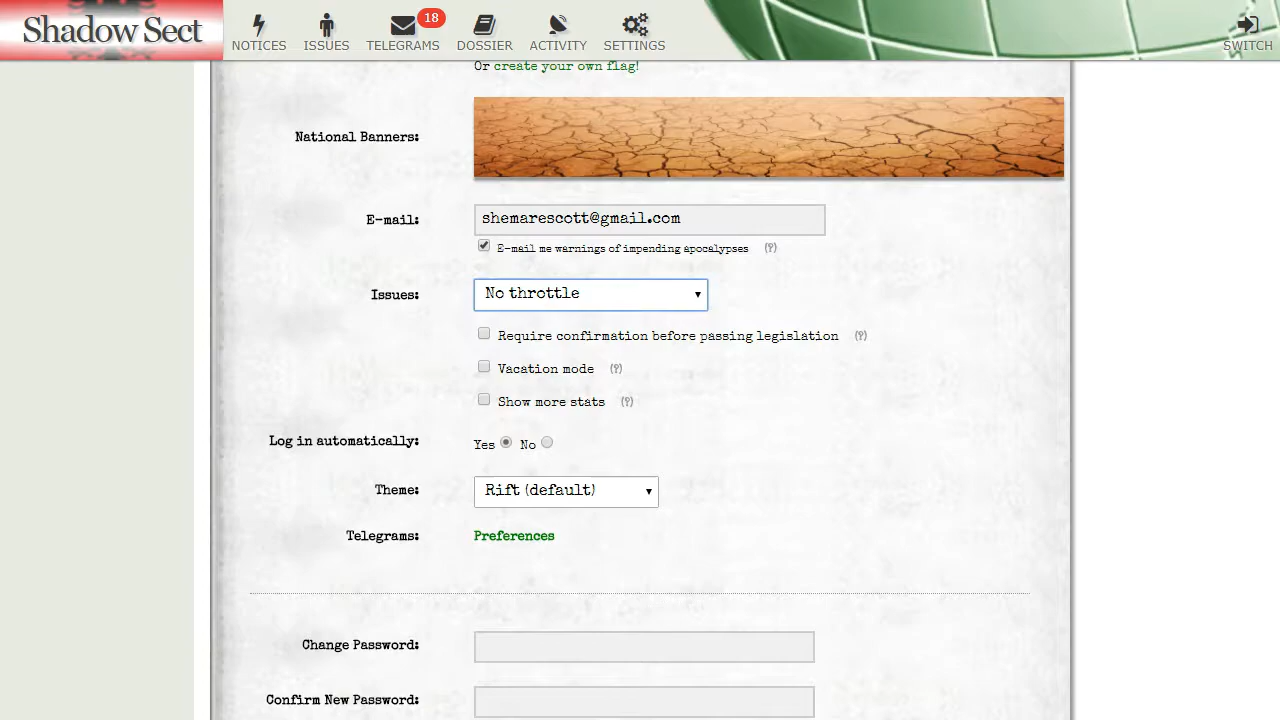 Shadow Sect
NOTICES
ISSUES
18
TELEGRAMS
DOSSIER
ACTIVITY
SETTINGS
SWITCH
Or create your own flag!
National Banners:
E-mail: shemarescott@gmail.com
E-mail me warnings of impending apocalypses (?)
Issues: No throttle
Require confirmation before passing legislation (?)
Vacation mode (?)
Show more stats (?)
Log in automatically: Yes No
Theme: Rift (default)
Telegrams: Preferences
Change Password:
Confirm New Password: